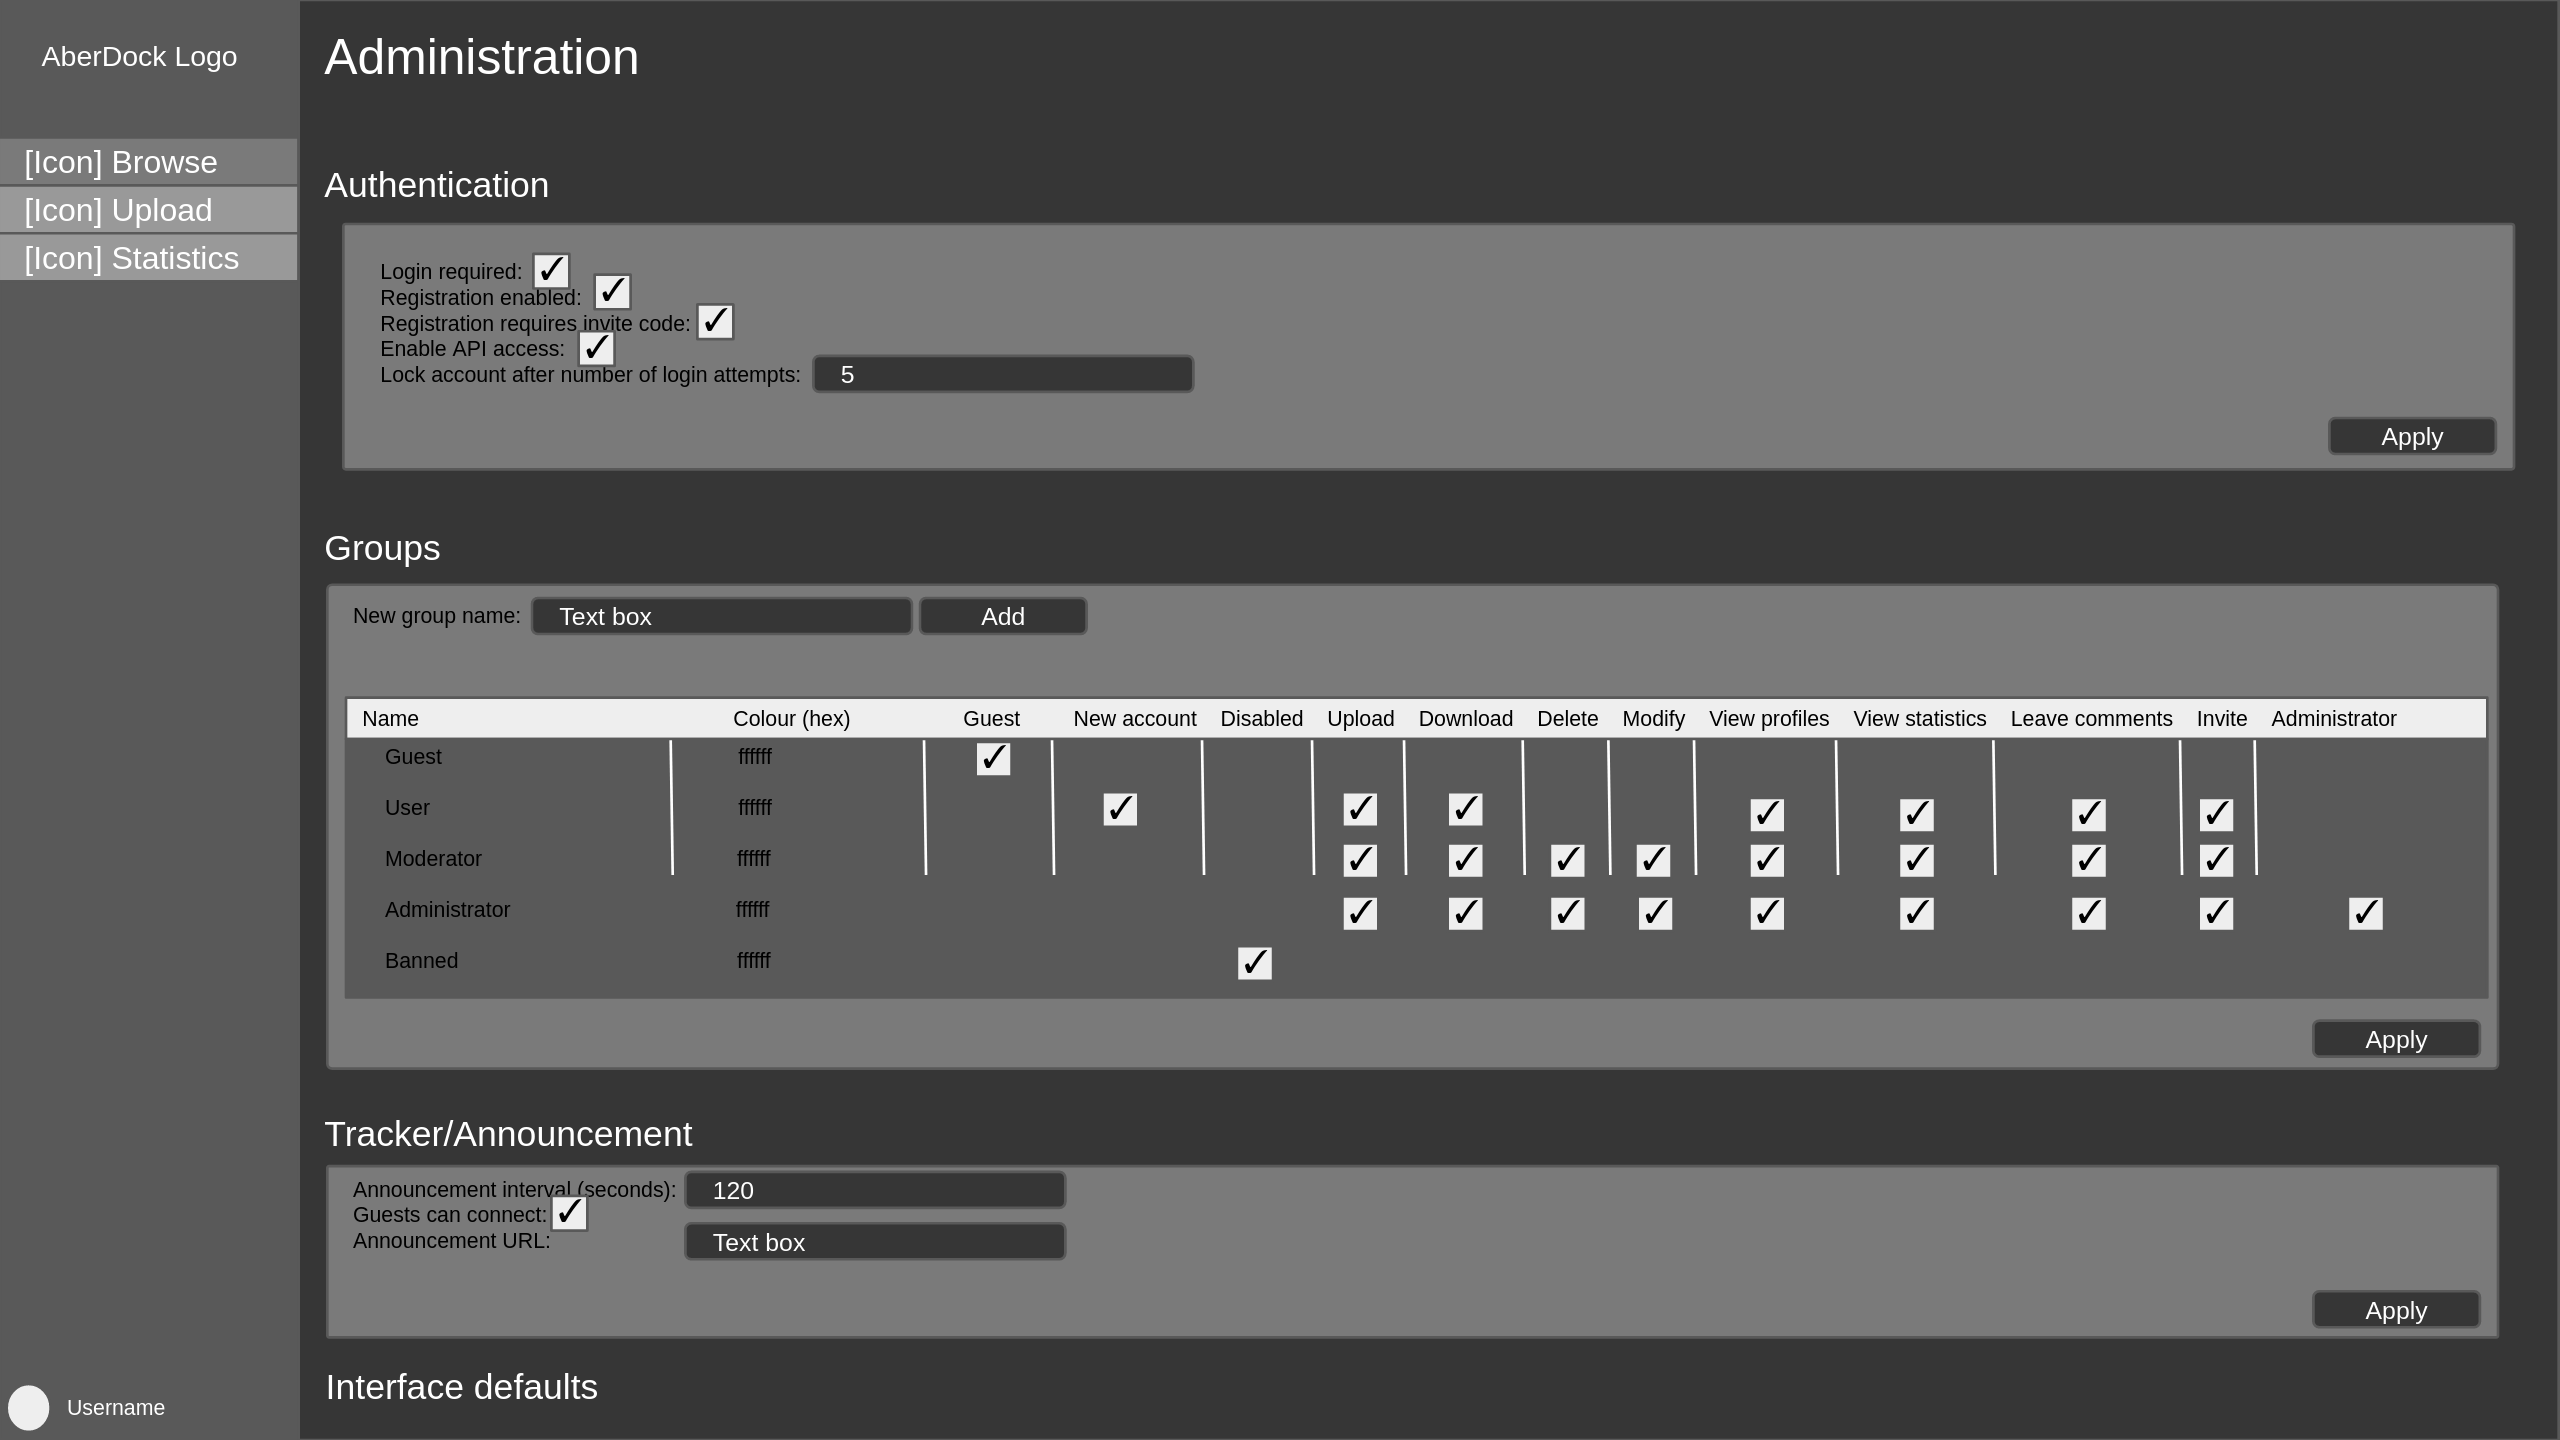 AberDock Logo
[Icon] Browse
[Icon] Upload
[Icon] Statistics
Username
Administration
Authentication
Login required: ✓
Registration enabled: ✓
Registration requires invite code: ✓
Enable API access: ✓
Lock account after number of login attempts: 5
Apply
Groups
New group name: Text box Add
Name Colour (hex) Guest New account Disabled Upload Download Delete Modify View profiles View statistics Leave comments Invite Administrator
Guest ffffff ✓
User ffffff ✓ ✓ ✓ ✓ ✓ ✓ ✓
Moderator ffffff ✓ ✓ ✓ ✓ ✓ ✓ ✓ ✓
Administrator ffffff ✓ ✓ ✓ ✓ ✓ ✓ ✓ ✓ ✓
Banned ffffff ✓
Apply
Tracker/Announcement
Announcement interval (seconds): 120
Guests can connect: ✓
Announcement URL: Text box
Apply
Interface defaults